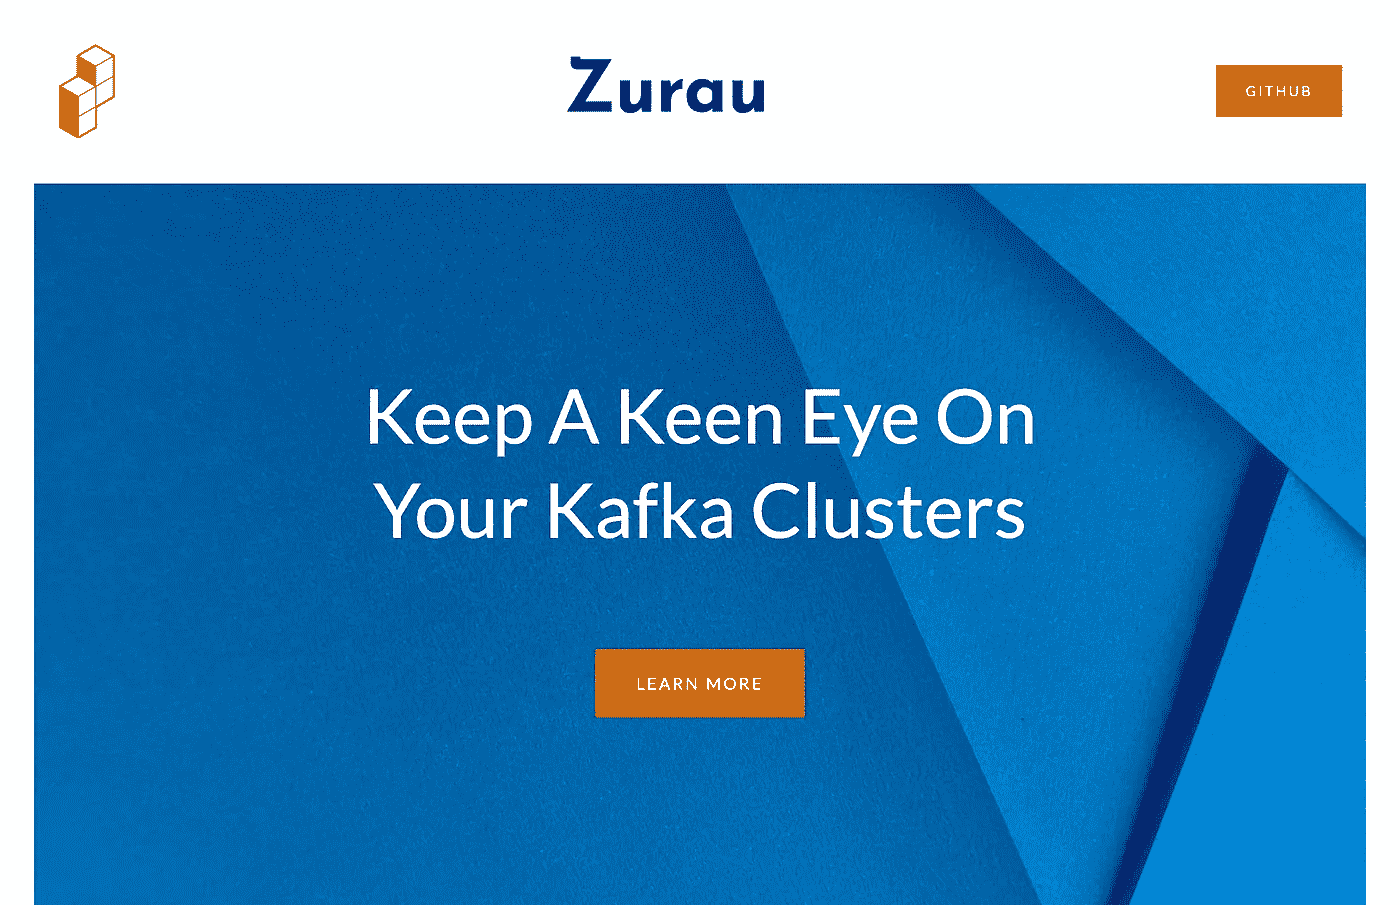 Zurau
GITHUB
Keep A Keen Eye On
Your Kafka Clusters
LEARN MORE